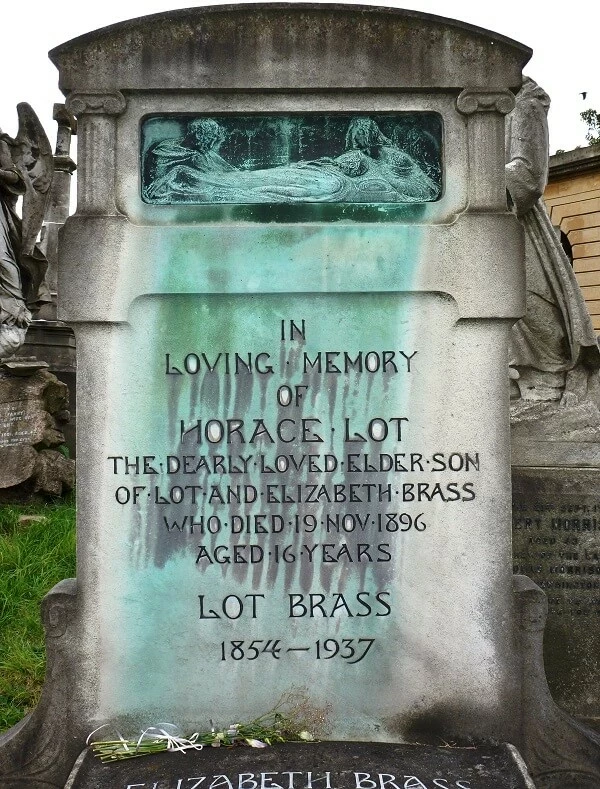 IN
LOVING · MEMORY
OF
HORACE · LOT
THE · DEARLY · LOVED · ELDER · SON
OF · LOT · AND · ELIZABETH · BRASS
WHO · DIED · 19 · NOV · 1896
AGED · 16 · YEARS
LOT BRASS
1854–1937
ELIZABETH BRASS